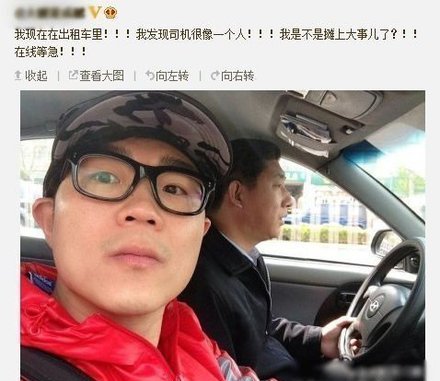 我现在在出租车里！！！我发现司机很像一个人！！！我是不是摊上大事儿了？！！
在线等急！！！
收起 查看大图 向左转 向右转